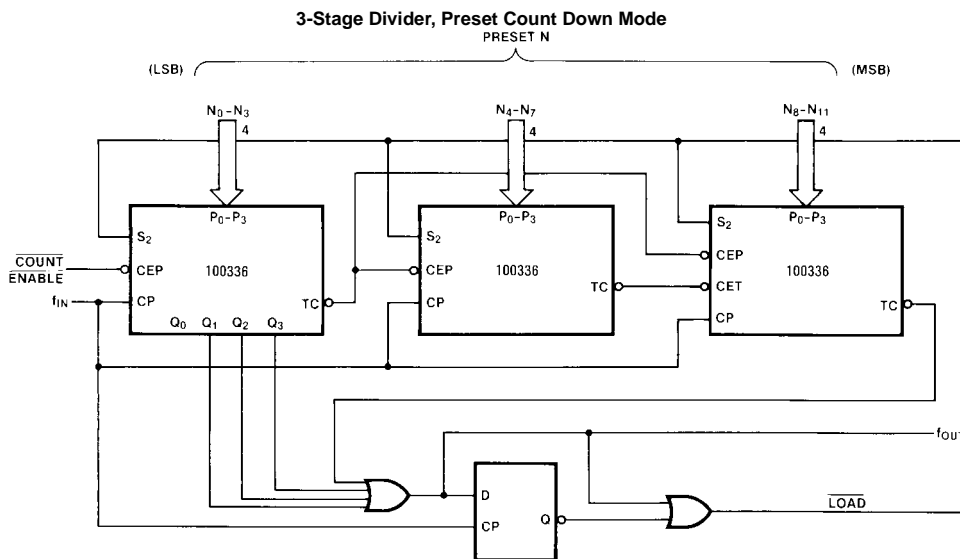 3-Stage Divider, Preset Count Down Mode
PRESET N
(LSB)
(MSB)
N0–N3
4
N4–N7
4
N8–N11
4
P0–P3
S2
CEP
100336
CP
TC
Q0 Q1 Q2 Q3
COUNT
ENABLE
fIN
P0–P3
S2
CEP
100336
CP
TC
P0–P3
S2
CEP
100336
CET
CP
TC
fOUT
D
CP
Q
LOAD